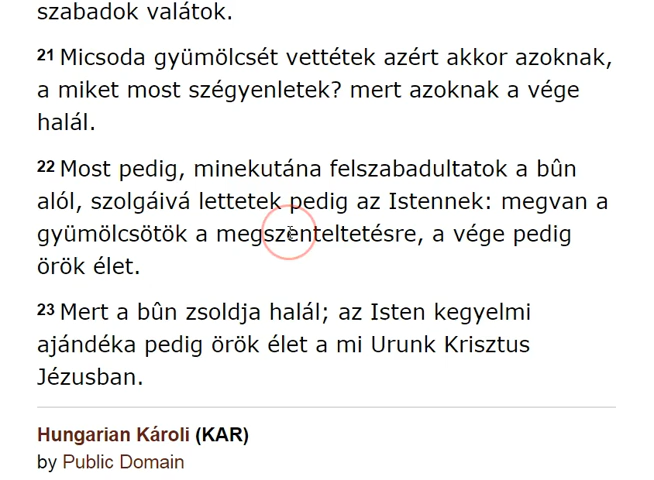 szabadok valátok.
21 Micsoda gyümölcsét vettétek azért akkor azoknak,
a miket most szégyenletek? mert azoknak a vége
halál.
22 Most pedig, minekutána felszabadultatok a bûn
alól, szolgáivá lettetek pedig az Istennek: megvan a
gyümölcsötök a megszenteltetésre, a vége pedig
örök élet.
23 Mert a bûn zsoldja halál; az Isten kegyelmi
ajándéka pedig örök élet a mi Urunk Krisztus
Jézusban.
Hungarian Károli (KAR)
by Public Domain